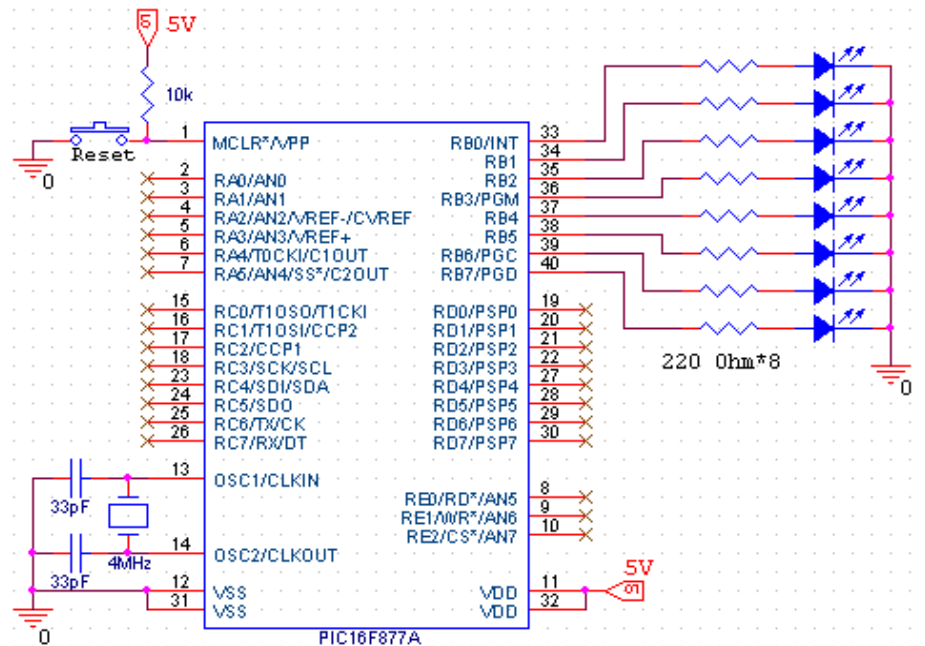 5V
10k
Reset
0
1 MCLR*/VPP
2 RA0/AN0
3 RA1/AN1
4 RA2/AN2/VREF-/CVREF
5 RA3/AN3/VREF+
6 RA4/T0CKI/C1OUT
7 RA5/AN4/SS*/C2OUT
15 RC0/T1OSO/T1CKI
16 RC1/T1OSI/CCP2
17 RC2/CCP1
18 RC3/SCK/SCL
23 RC4/SDI/SDA
24 RC5/SDO
25 RC6/TX/CK
26 RC7/RX/DT
13 OSC1/CLKIN
33pF
14 OSC2/CLKOUT
4MHz
33pF
12 VSS
31 VSS
0
RB0/INT 33
RB1 34
RB2 35
RB3/PGM 36
RB4 37
RB5 38
RB6/PGC 39
RB7/PGD 40
220 Ohm*8
0
RD0/PSP0 19
RD1/PSP1 20
RD2/PSP2 21
RD3/PSP3 22
RD4/PSP4 27
RD5/PSP5 28
RD6/PSP6 29
RD7/PSP7 30
RE0/RD*/AN5 8
RE1/WR*/AN6 9
RE2/CS*/AN7 10
5V
VDD 11
VDD 32
PIC16F877A